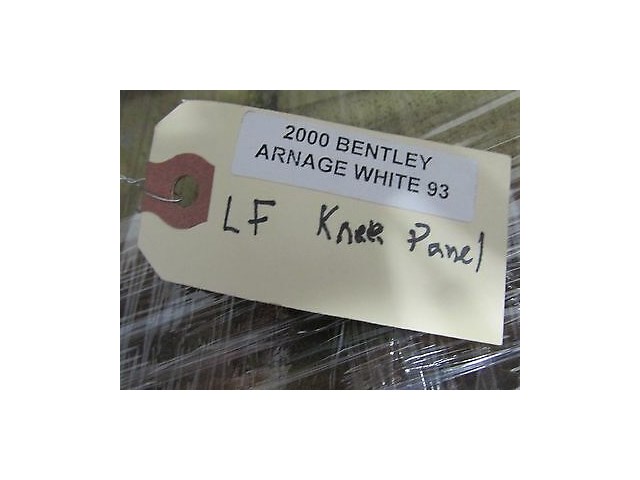 2000 BENTLEY
ARNAGE WHITE 93
LF Knee Panel